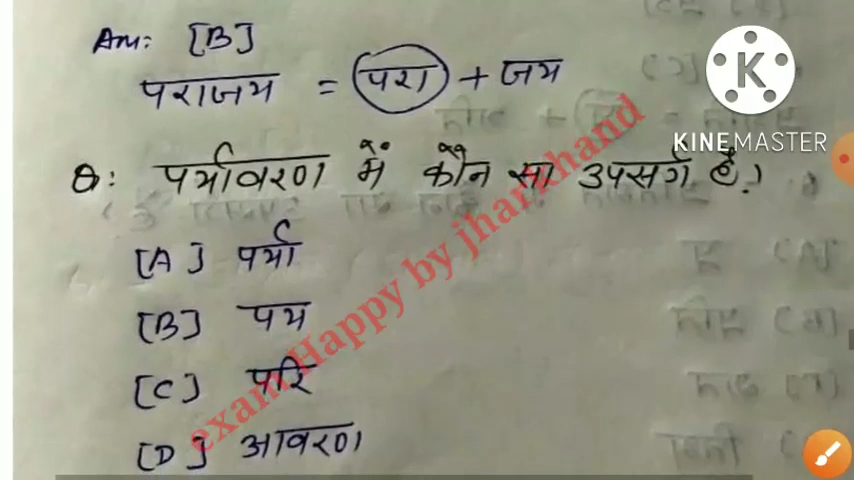 Ans: [B]
पराजय = परा + जय
K
KINEMASTER
Q: पर्यावरण में कौन सा उपसर्ग है?
[A] पर्या
[B] पय
[C] परि
[D] आवरण
exam Happy by jharkhand